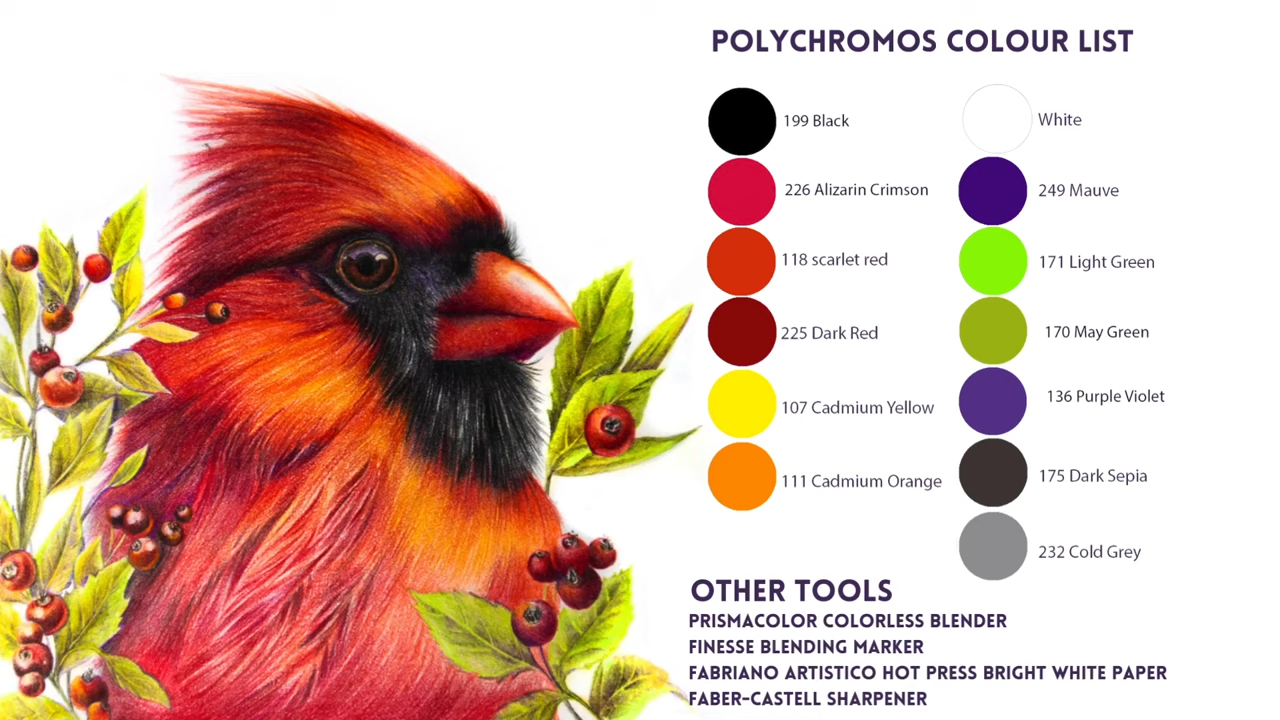 POLYCHROMOS COLOUR LIST
199 Black
226 Alizarin Crimson
118 scarlet red
225 Dark Red
107 Cadmium Yellow
111 Cadmium Orange
White
249 Mauve
171 Light Green
170 May Green
136 Purple Violet
175 Dark Sepia
232 Cold Grey
OTHER TOOLS
PRISMACOLOR COLORLESS BLENDER
FINESSE BLENDING MARKER
FABRIANO ARTISTICO HOT PRESS BRIGHT WHITE PAPER
FABER-CASTELL SHARPENER